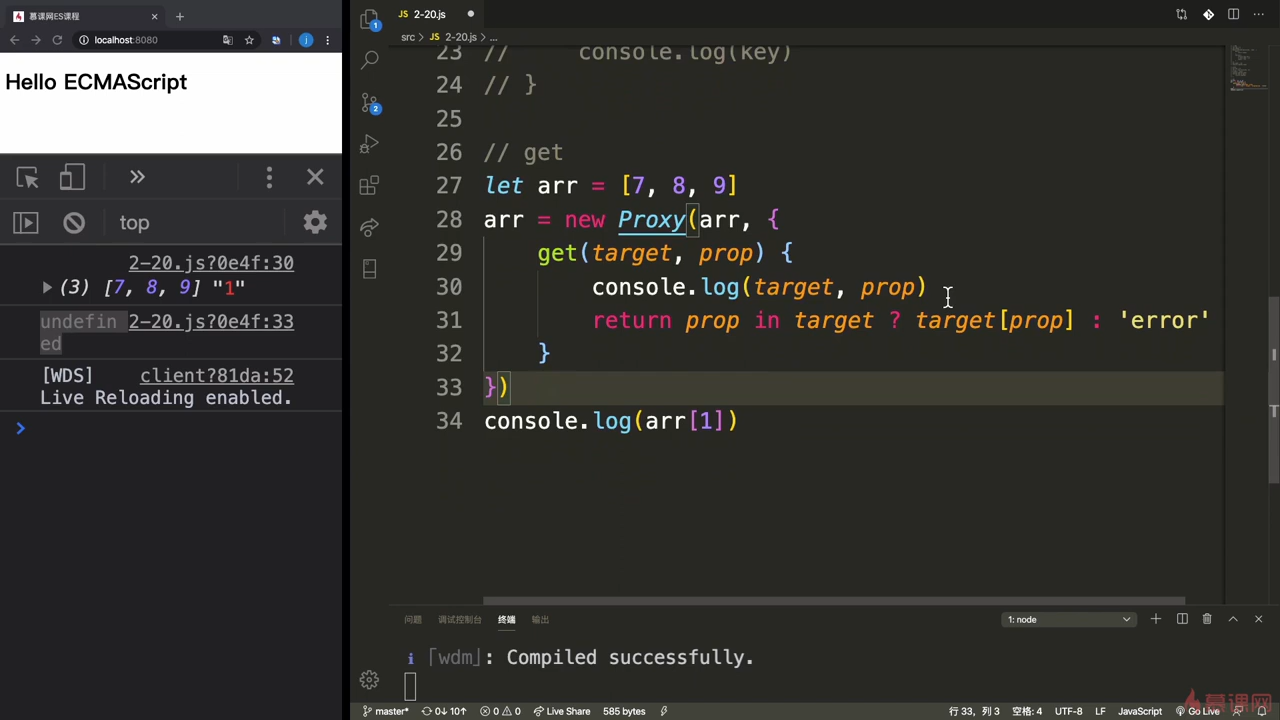 慕课网ES课程
localhost:8080
Hello ECMAScript
top
2-20.js?0e4f:30
(3) [7, 8, 9] "1"
undefined 2-20.js?0e4f:33
[WDS] client?81da:52
Live Reloading enabled.
JS 2-20.js
src > JS 2-20.js > ...
23 // console.log(key)
24 // }
25
26 // get
27 let arr = [7, 8, 9]
28 arr = new Proxy(arr, {
29 get(target, prop) {
30 console.log(target, prop)
31 return prop in target ? target[prop] : 'error'
32 }
33 })
34 console.log(arr[1])
问题 调试控制台 终端 输出 1: node
i ｢wdm｣: Compiled successfully.
master* 0↓ 10↑ 0 0 Live Share 585 bytes 行 33，列 3 空格: 4 UTF-8 LF JavaScript Go Live
慕课网